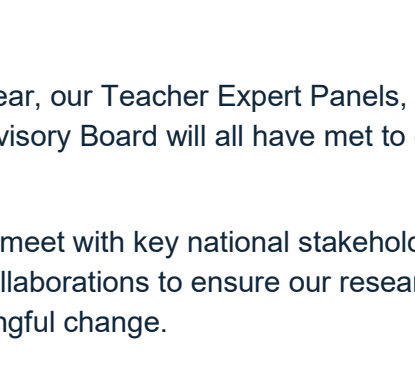 ear, our Teacher Expert Panels,
visory Board will all have met to
meet with key national stakehold
llaborations to ensure our resear
ngful change.